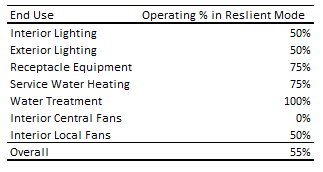 End Use Operating % in Reslient Mode
Interior Lighting 50%
Exterior Lighting 50%
Receptacle Equipment 75%
Service Water Heating 75%
Water Treatment 100%
Interior Central Fans 0%
Interior Local Fans 50%
Overall 55%